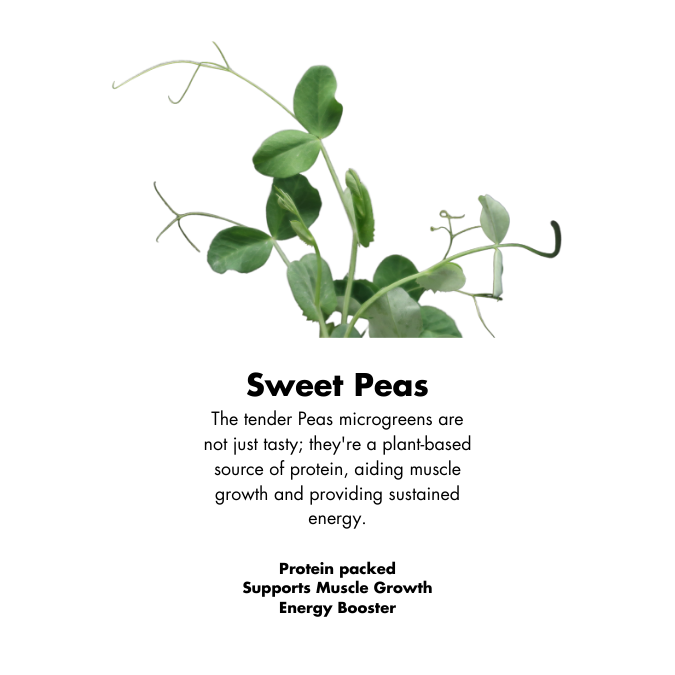 Sweet Peas
The tender Peas microgreens are
not just tasty; they're a plant-based
source of protein, aiding muscle
growth and providing sustained
energy.
Protein packed
Supports Muscle Growth
Energy Booster